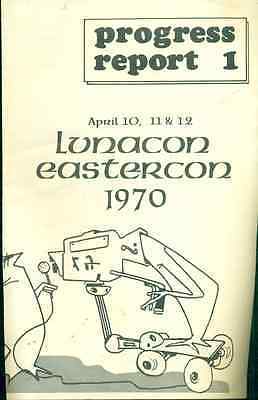 progress
report 1
April 10, 11 & 12
Lunacon
eastercon
1970